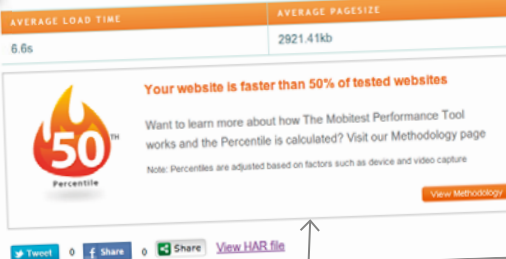 AVERAGE LOAD TIME
AVERAGE PAGESIZE
6.6s
2921.41kb
Your website is faster than 50% of tested websites
50TH
Percentile
Want to learn more about how The Mobitest Performance Tool
works and the Percentile is calculated? Visit our Methodology page
Note: Percentiles are adjusted based on factors such as device and video capture
View Methodology
Tweet 0 f Share 0 Share View HAR file